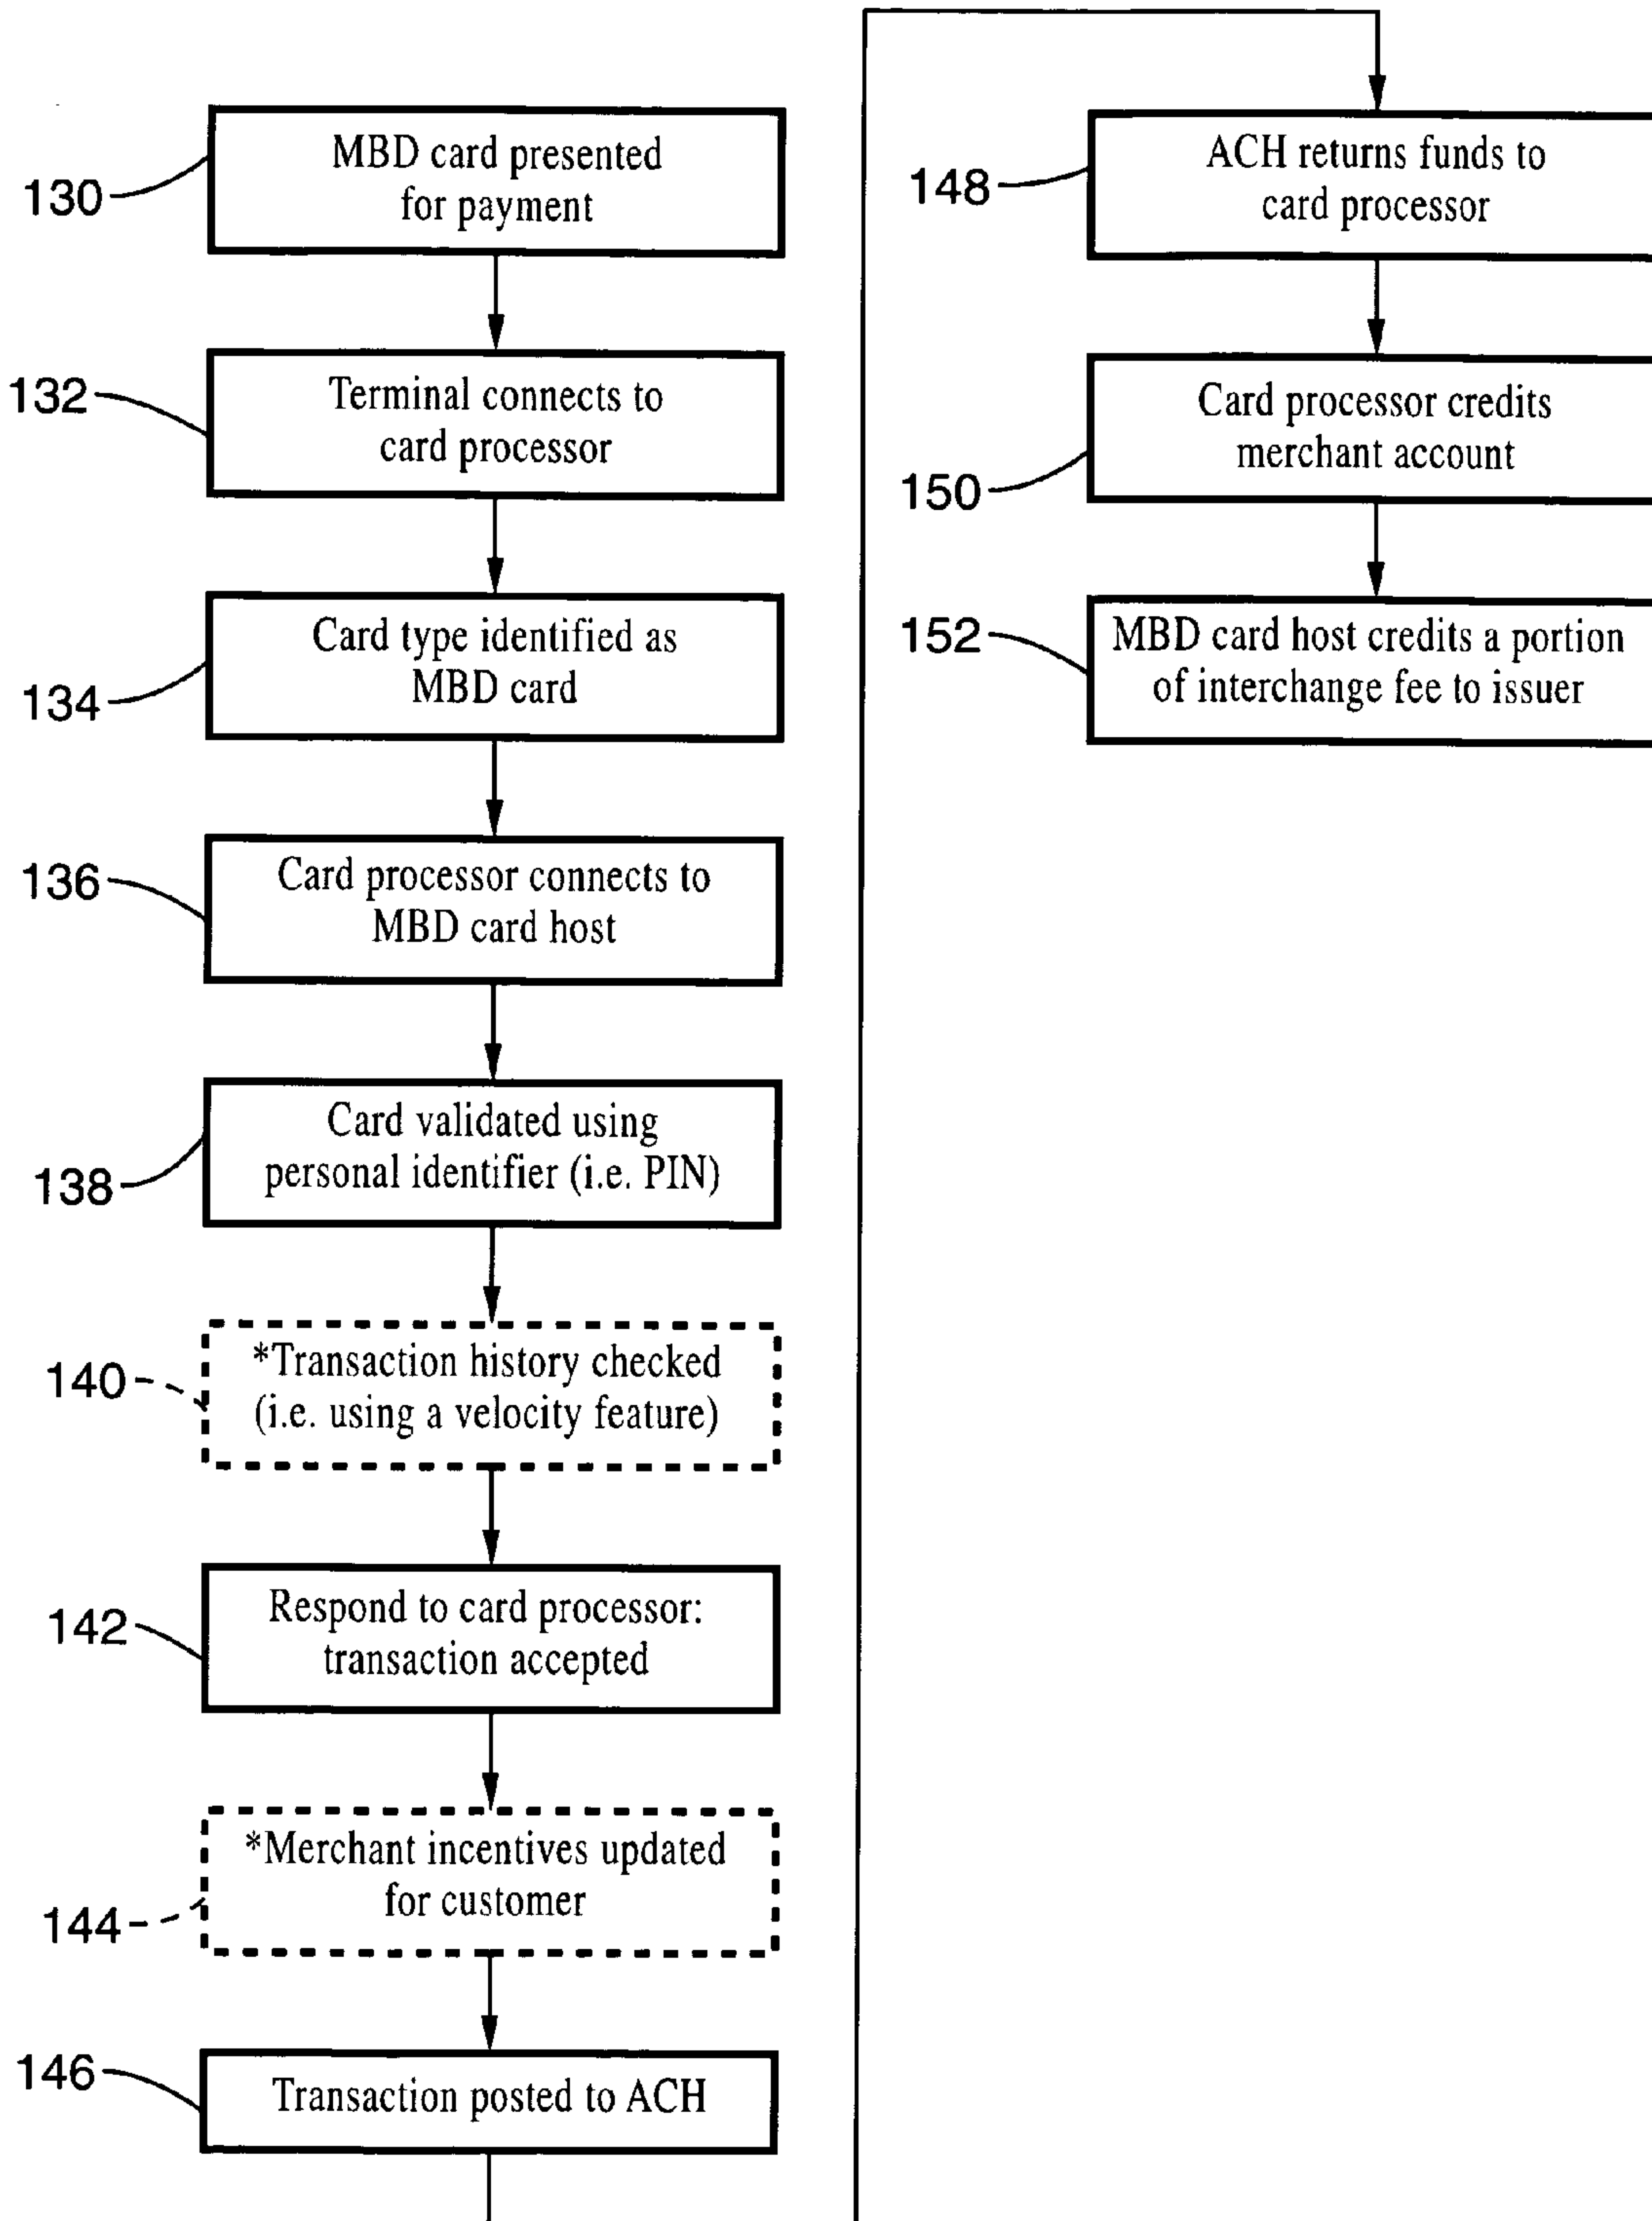 130
MBD card presented
for payment
132
Terminal connects to
card processor
134
Card type identified as
MBD card
136
Card processor connects to
MBD card host
138
Card validated using
personal identifier (i.e. PIN)
140
*Transaction history checked
(i.e. using a velocity feature)
142
Respond to card processor:
transaction accepted
144
*Merchant incentives updated
for customer
146
Transaction posted to ACH
148
ACH returns funds to
card processor
150
Card processor credits
merchant account
152
MBD card host credits a portion
of interchange fee to issuer